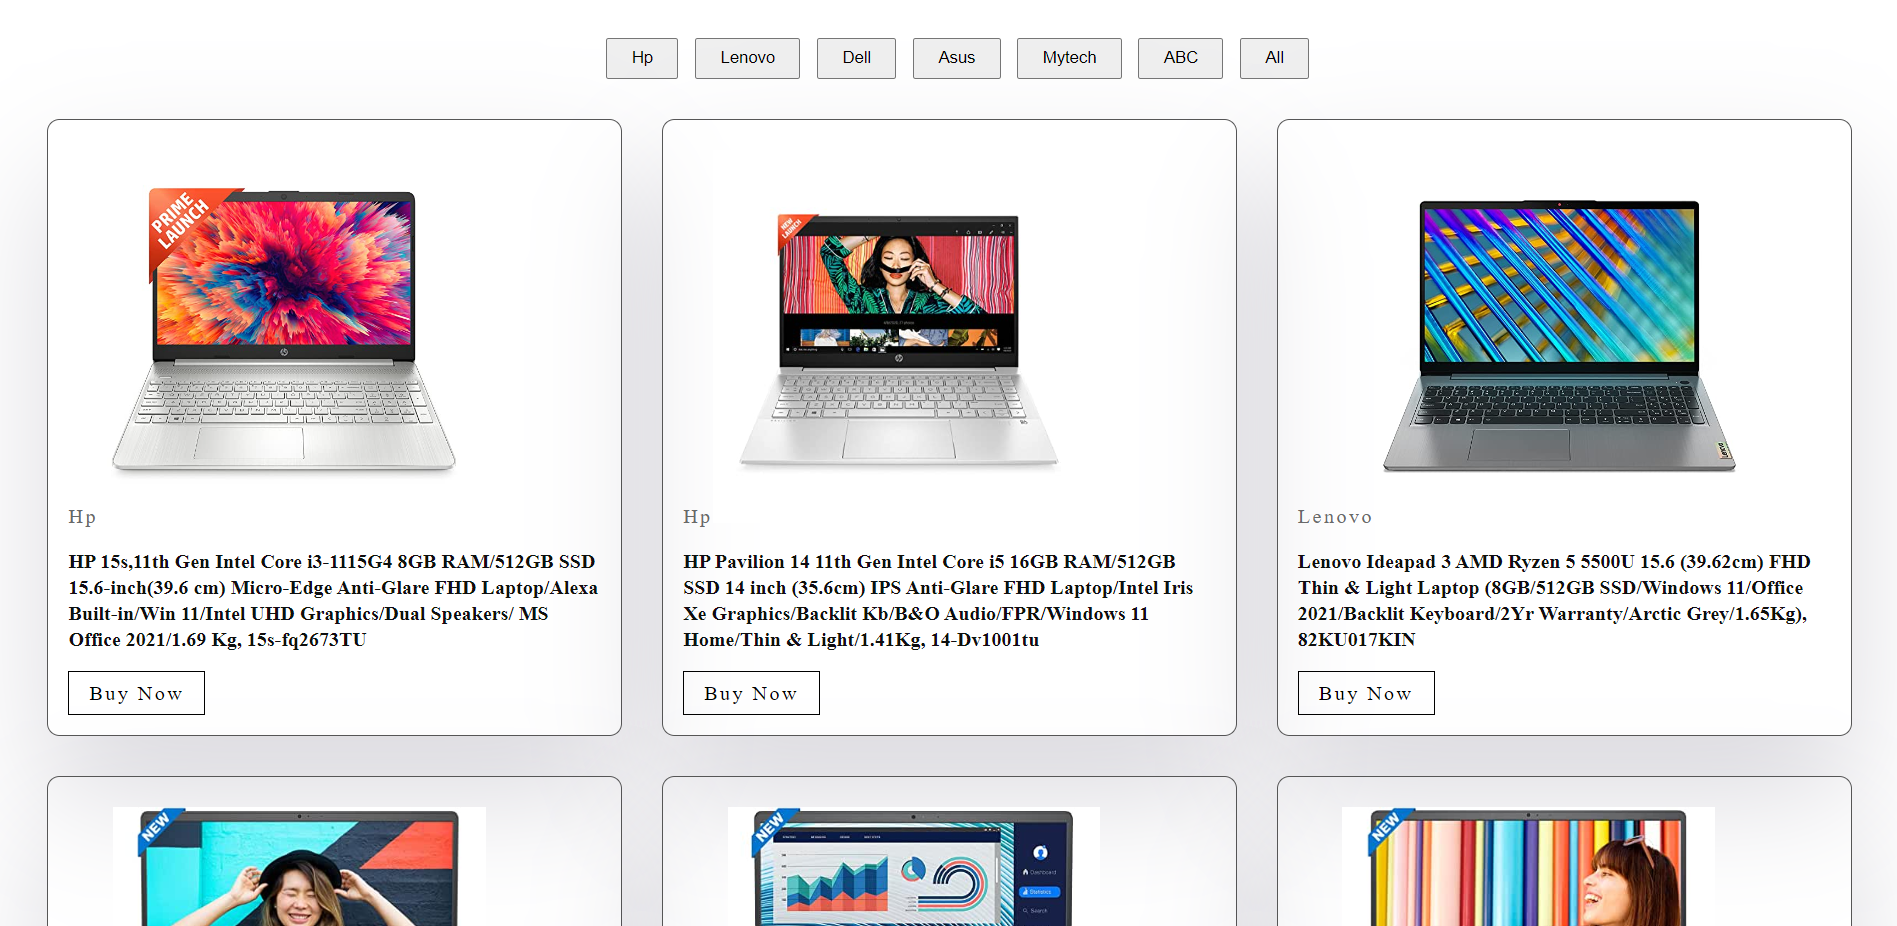 Hp Lenovo Dell Asus Mytech ABC All
PRIME
LAUNCH
NEW
LAUNCH
Hp
HP 15s,11th Gen Intel Core i3-1115G4 8GB RAM/512GB SSD
15.6-inch(39.6 cm) Micro-Edge Anti-Glare FHD Laptop/Alexa
Built-in/Win 11/Intel UHD Graphics/Dual Speakers/ MS
Office 2021/1.69 Kg, 15s-fq2673TU
Buy Now
Hp
HP Pavilion 14 11th Gen Intel Core i5 16GB RAM/512GB
SSD 14 inch (35.6cm) IPS Anti-Glare FHD Laptop/Intel Iris
Xe Graphics/Backlit Kb/B&O Audio/FPR/Windows 11
Home/Thin & Light/1.41Kg, 14-Dv1001tu
Buy Now
Lenovo
Lenovo
Lenovo Ideapad 3 AMD Ryzen 5 5500U 15.6 (39.62cm) FHD
Thin & Light Laptop (8GB/512GB SSD/Windows 11/Office
2021/Backlit Keyboard/2Yr Warranty/Arctic Grey/1.65Kg),
82KU017KIN
Buy Now
NEW
NEW
Dashboard
Statistics
Search
NEW